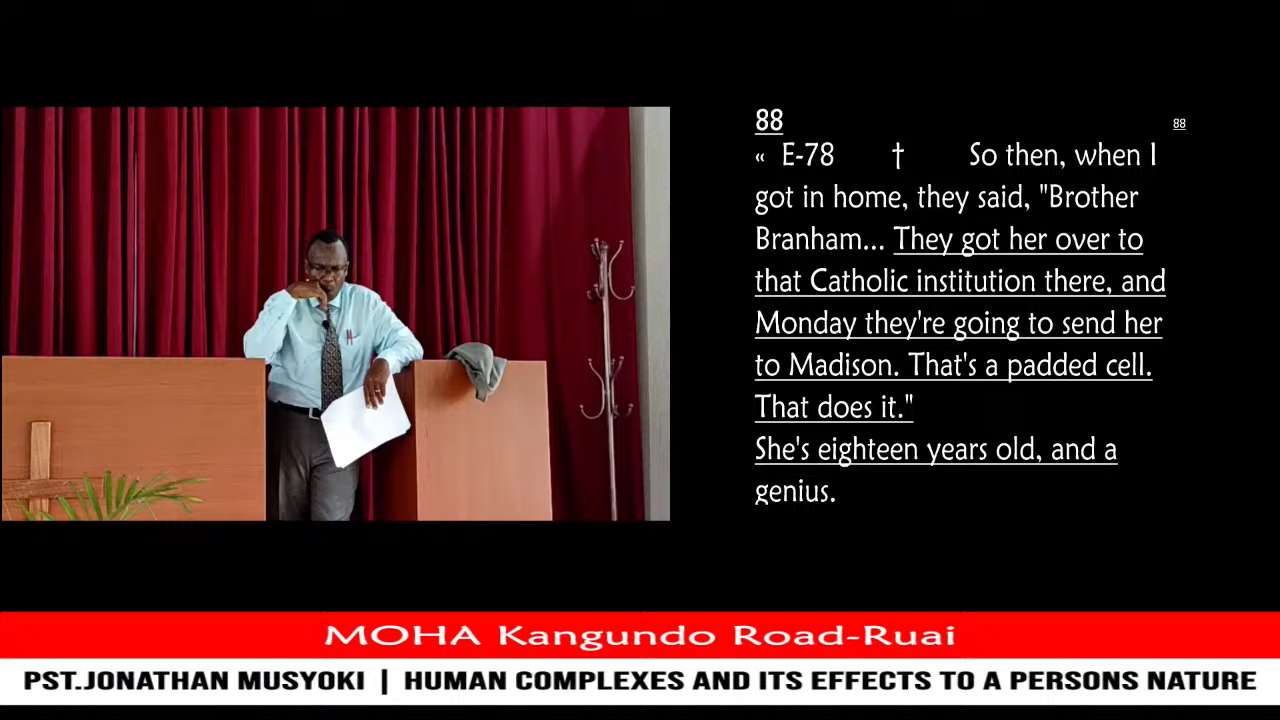 88
88
« E-78 † So then, when I
got in home, they said, "Brother
Branham... They got her over to
that Catholic institution there, and
Monday they're going to send her
to Madison. That's a padded cell.
That does it."
She's eighteen years old, and a
genius.
MOHA Kangundo Road-Ruai
PST.JONATHAN MUSYOKI | HUMAN COMPLEXES AND ITS EFFECTS TO A PERSONS NATURE